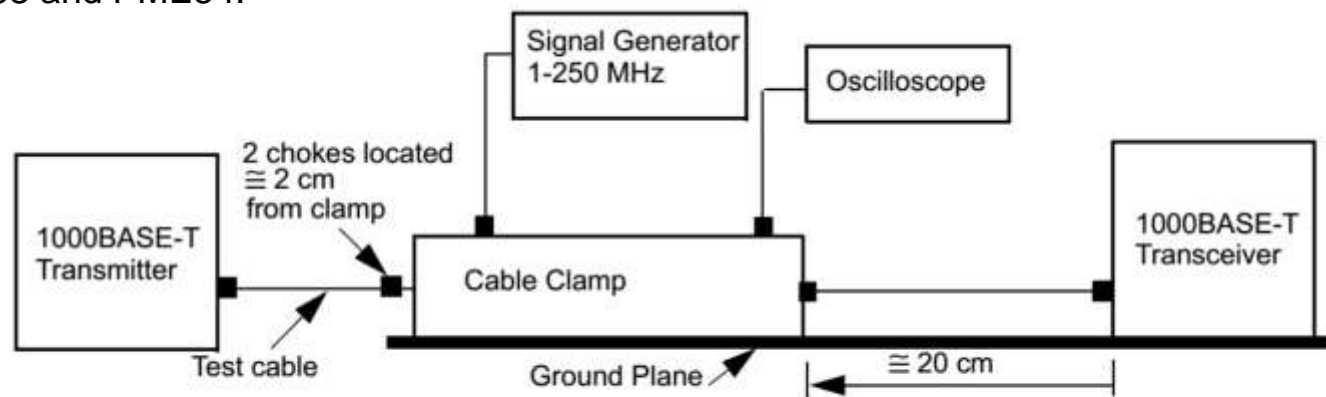 Signal Generator
1-250 MHz
Oscilloscope
2 chokes located
≅ 2 cm
from clamp
1000BASE-T
Transmitter
1000BASE-T
Transceiver
Cable Clamp
Test cable
Ground Plane
≅ 20 cm